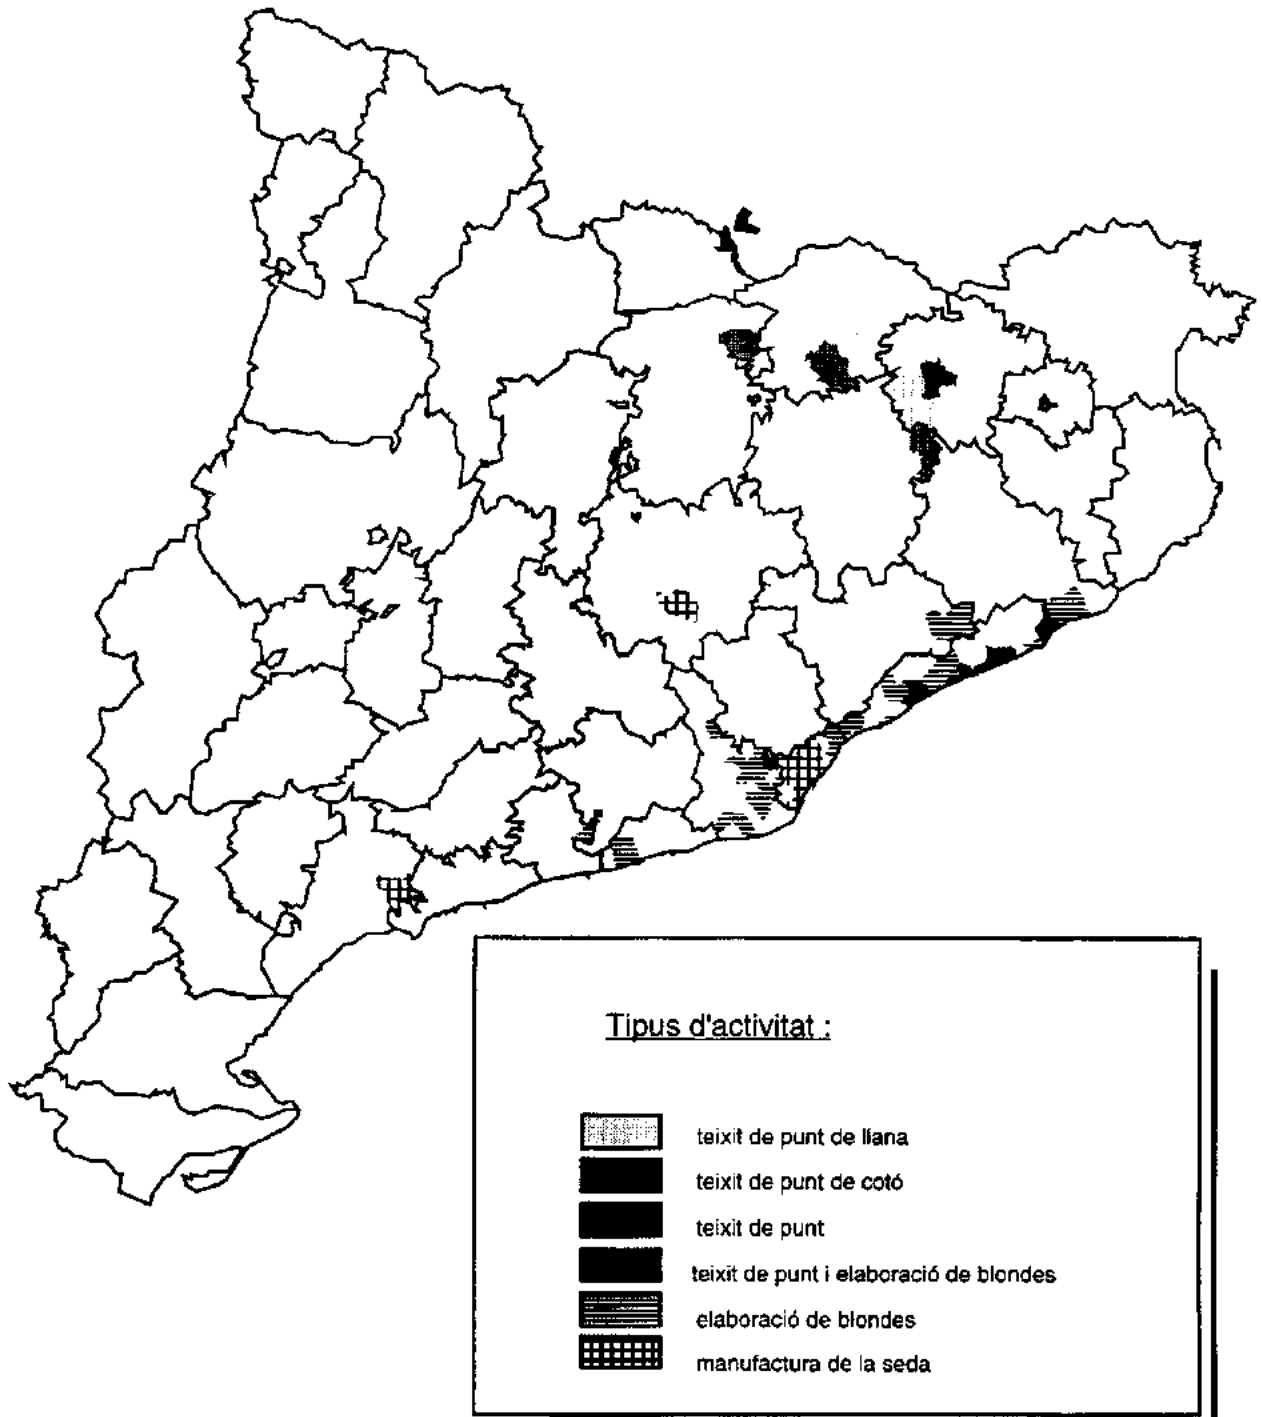 Tipus d'activitat :
teixit de punt de llana
teixit de punt de cotó
teixit de punt
teixit de punt i elaboració de blondes
elaboració de blondes
manufactura de la seda